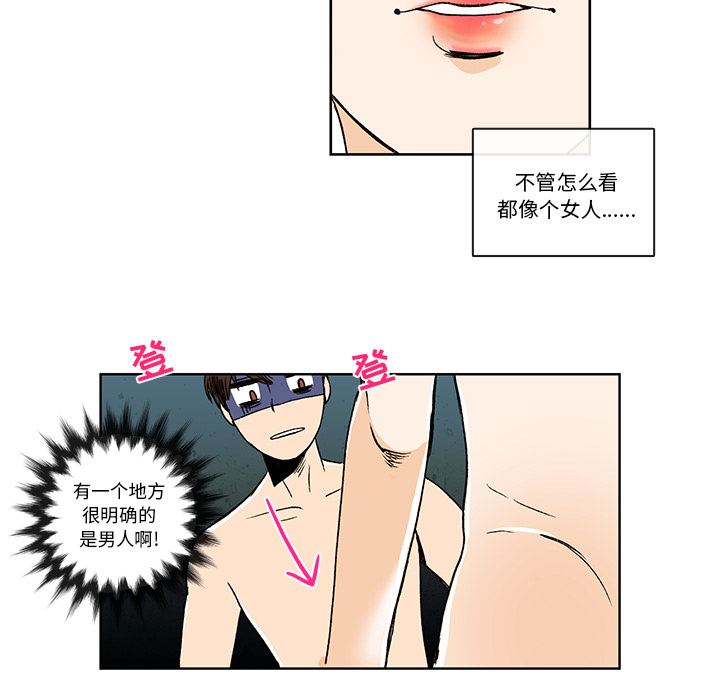 不管怎么看
都像个女人......
登
登
有一个地方
很明确的
是男人啊!